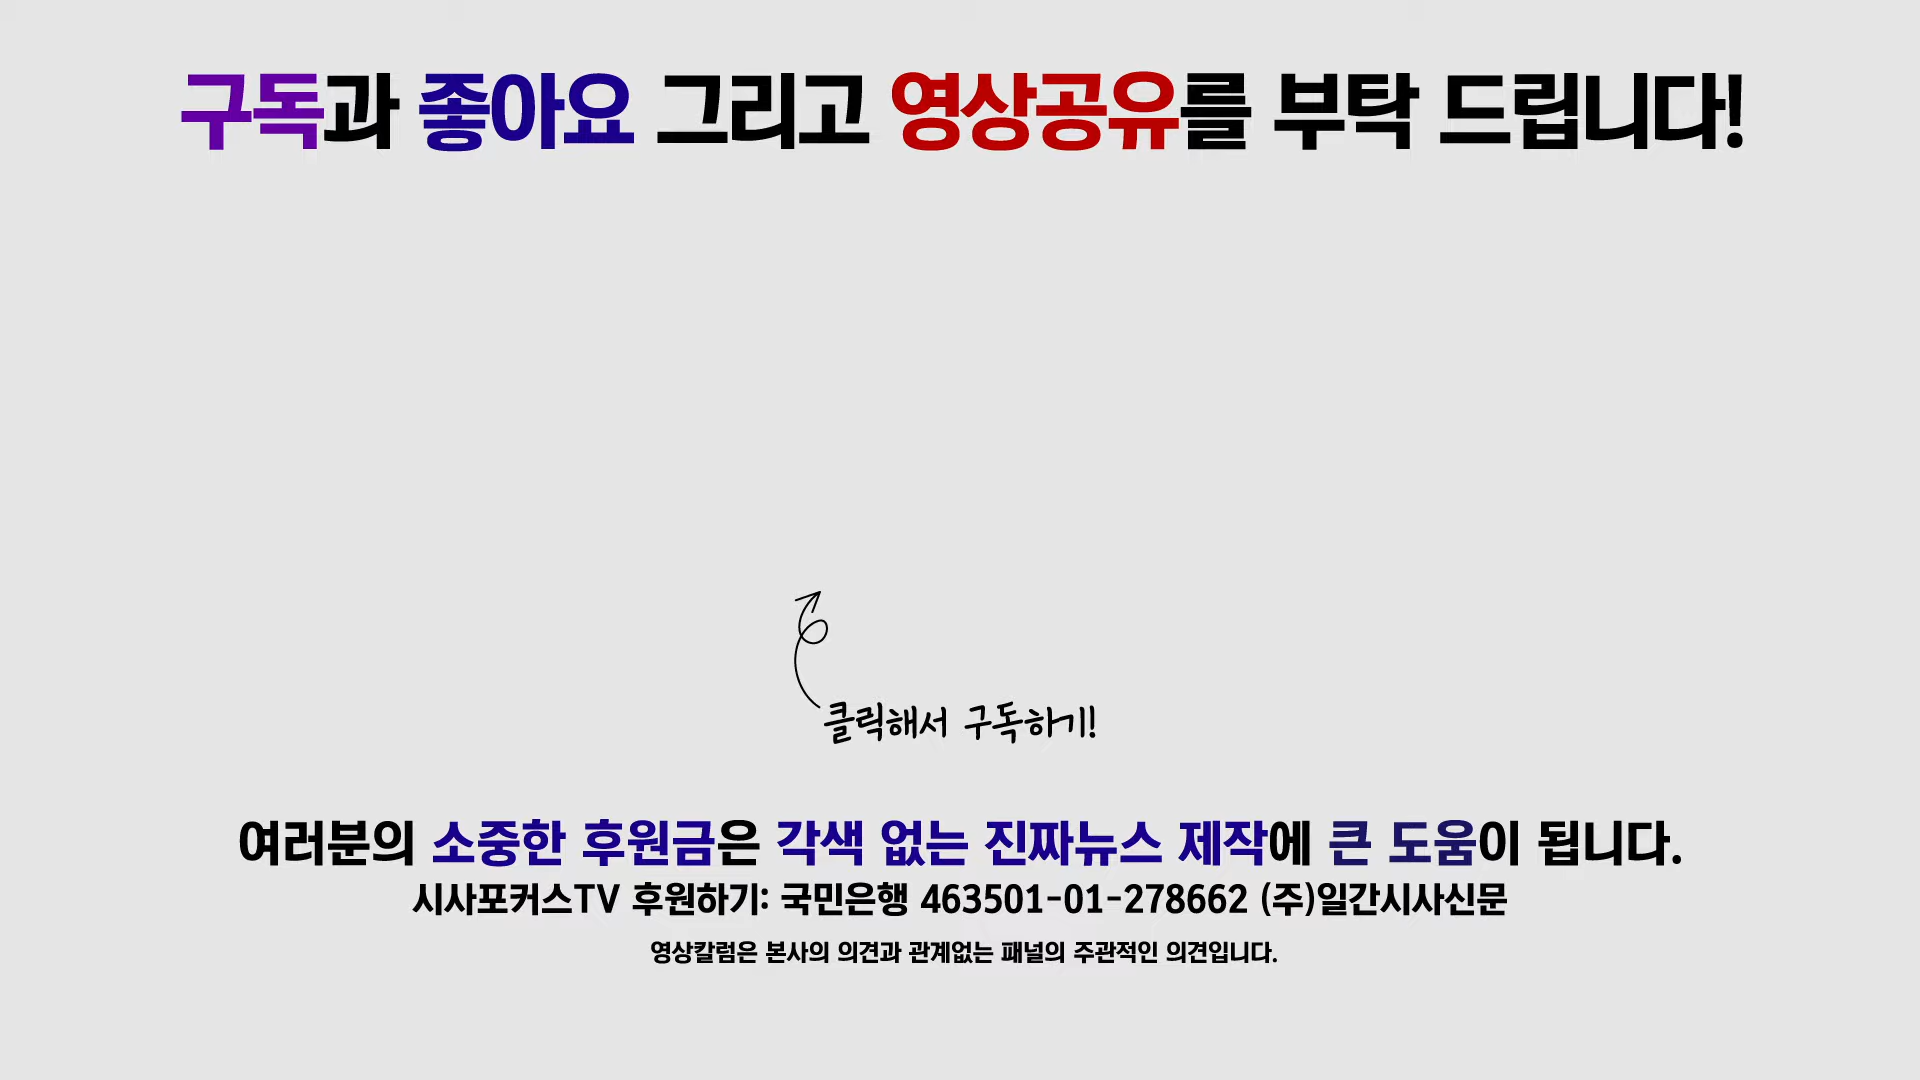 구독과 좋아요 그리고 영상공유를 부탁 드립니다!
클릭해서 구독하기!
여러분의 소중한 후원금은 각색 없는 진짜뉴스 제작에 큰 도움이 됩니다.
시사포커스TV 후원하기: 국민은행 463501-01-278662 (주)일간시사신문
영상칼럼은 본사의 의견과 관계없는 패널의 주관적인 의견입니다.